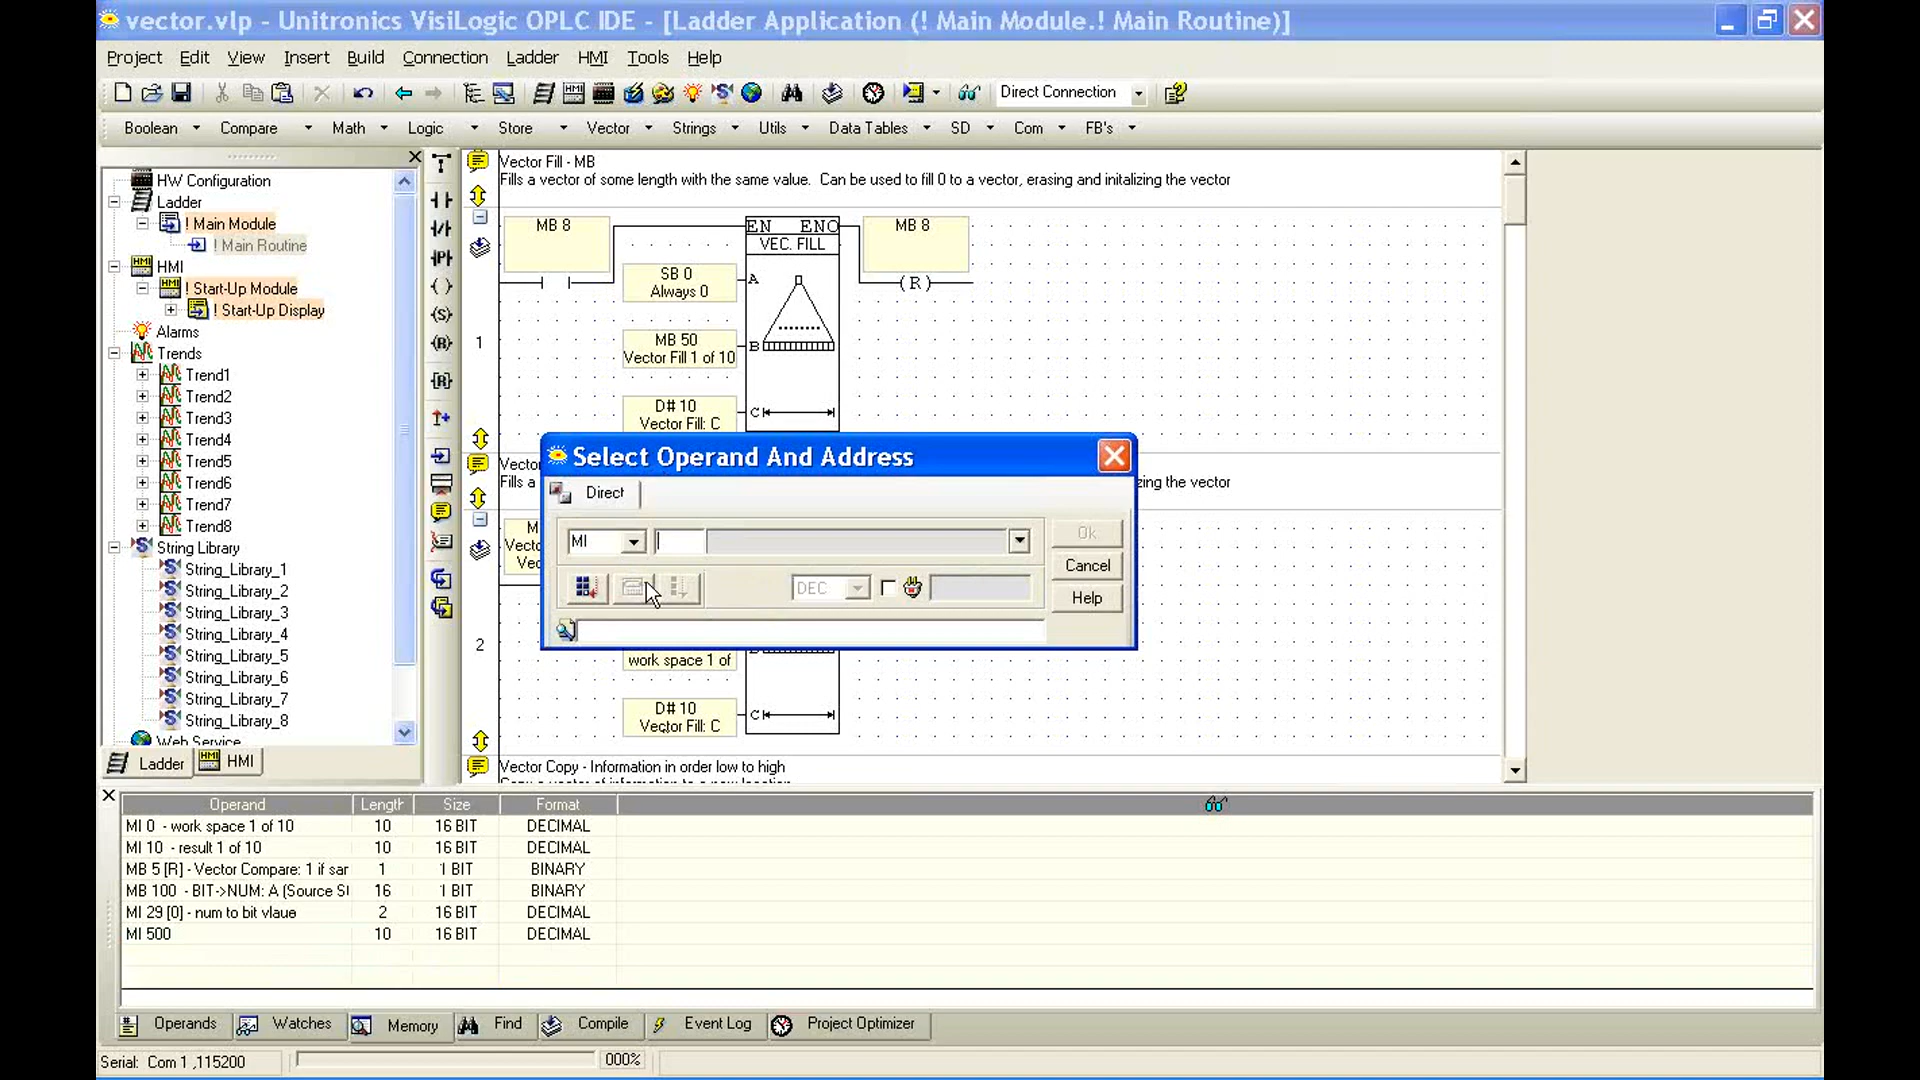 vector.vlp - Unitronics VisiLogic OPLC IDE - [Ladder Application (! Main Module.! Main Routine)]
Project Edit View Insert Build Connection Ladder HMI Tools Help
Direct Connection
Boolean Compare Math Logic Store Vector Strings Utils Data Tables SD Com FB's
HW Configuration
Ladder
! Main Module
! Main Routine
HMI
! Start-Up Module
! Start-Up Display
Alarms
Trends
Trend1
Trend2
Trend3
Trend4
Trend5
Trend6
Trend7
Trend8
String Library
String_Library_1
String_Library_2
String_Library_3
String_Library_4
String_Library_5
String_Library_6
String_Library_7
String_Library_8
Web Service
Ladder HMI
Vector Fill - MB
Fills a vector of some length with the same value. Can be used to fill 0 to a vector, erasing and initalizing the vector
MB 8
EN ENO
VEC. FILL
MB 8
(R)
SB 0
Always 0
A
1
MB 50
Vector Fill 1 of 10
B
D# 10
Vector Fill: C
C
Vector
Fills a
zing the vector
Select Operand And Address
Direct
MI
Ok
Cancel
DEC
Help
2
work space 1 of
D# 10
Vector Fill: C
C
Vector Copy - Information in order low to high
Operand Length Size Format
MI 0 - work space 1 of 10 10 16 BIT DECIMAL
MI 10 - result 1 of 10 10 16 BIT DECIMAL
MB 5 [R] - Vector Compare: 1 if sar 1 1 BIT BINARY
MB 100 - BIT->NUM: A (Source St 16 1 BIT BINARY
MI 29 [0] - num to bit vlaue 2 16 BIT DECIMAL
MI 500 10 16 BIT DECIMAL
Operands Watches Memory Find Compile Event Log Project Optimizer
Serial: Com 1 ,115200 000%